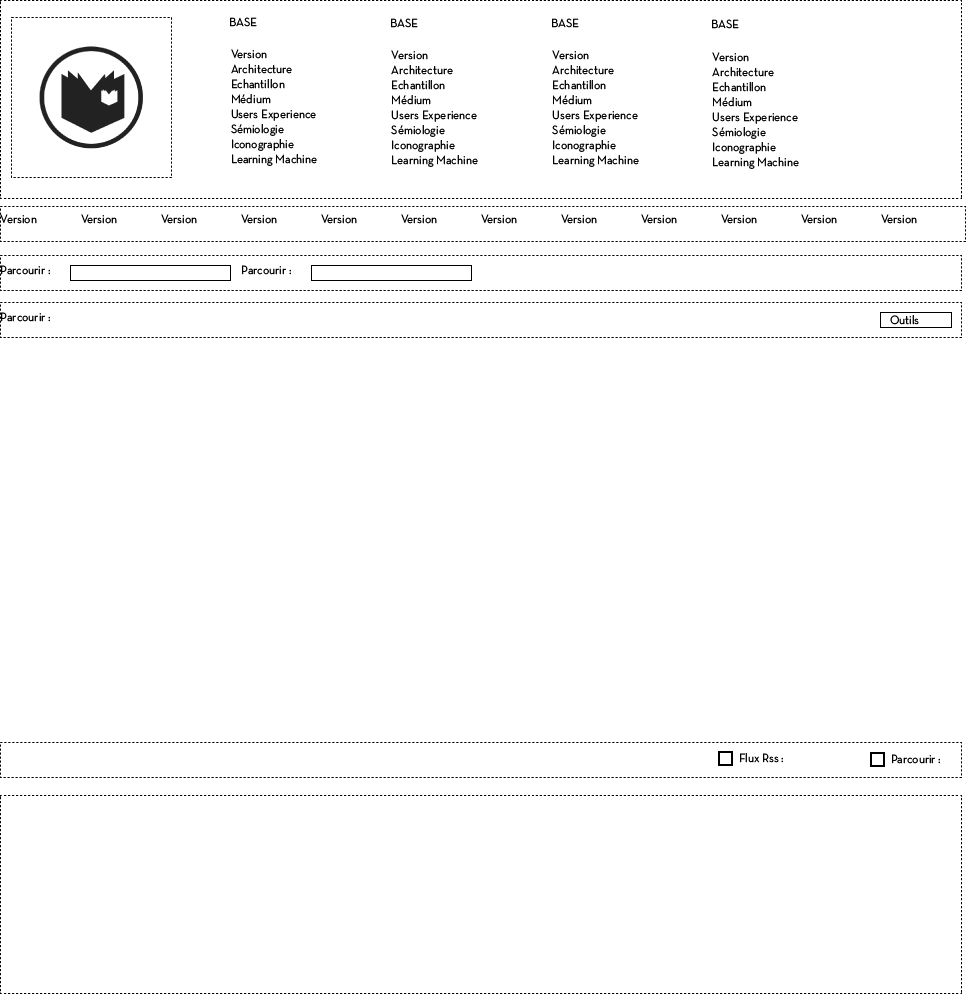 BASE
Version
Architecture
Echantillon
Médium
Users Experience
Sémiologie
Iconographie
Learning Machine
BASE
Version
Architecture
Echantillon
Médium
Users Experience
Sémiologie
Iconographie
Learning Machine
BASE
Version
Architecture
Echantillon
Médium
Users Experience
Sémiologie
Iconographie
Learning Machine
BASE
Version
Architecture
Echantillon
Médium
Users Experience
Sémiologie
Iconographie
Learning Machine
Version Version Version Version Version Version Version Version Version Version Version Version
Parcourir : Parcourir :
Parcourir : Outils
Flux Rss : Parcourir :